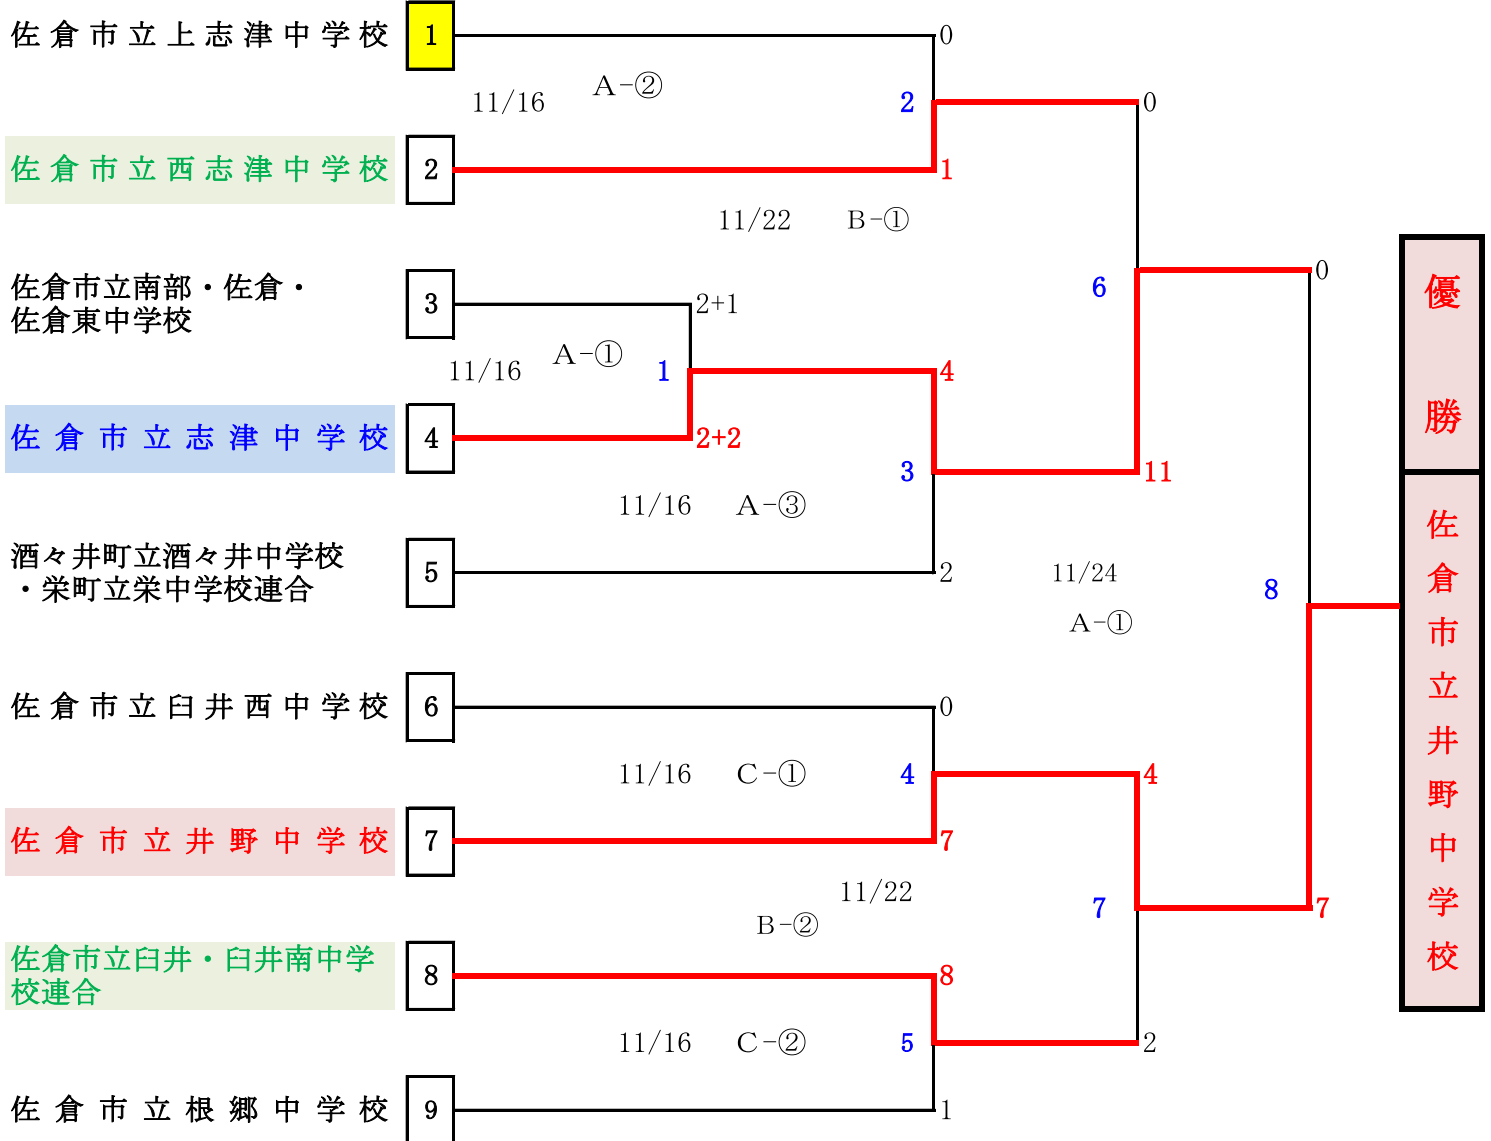 佐倉市立上志津中学校
1
0
11/16
A-②
2
0
佐倉市立西志津中学校
2
1
11/22
B-①
佐倉市立南部・佐倉・
佐倉東中学校
3
2+1
6
0
11/16
A-①
1
4
佐倉市立志津中学校
4
2+2
3
11
11/16
A-③
酒々井町立酒々井中学校
・栄町立栄中学校連合
5
2
11/24
A-①
8
佐倉市立臼井西中学校
6
0
11/16
C-①
4
4
佐倉市立井野中学校
7
7
11/22
B-②
7
7
佐倉市立臼井・臼井南中学
校連合
8
8
11/16
C-②
5
2
佐倉市立根郷中学校
9
1
優勝
佐倉市立井野中学校